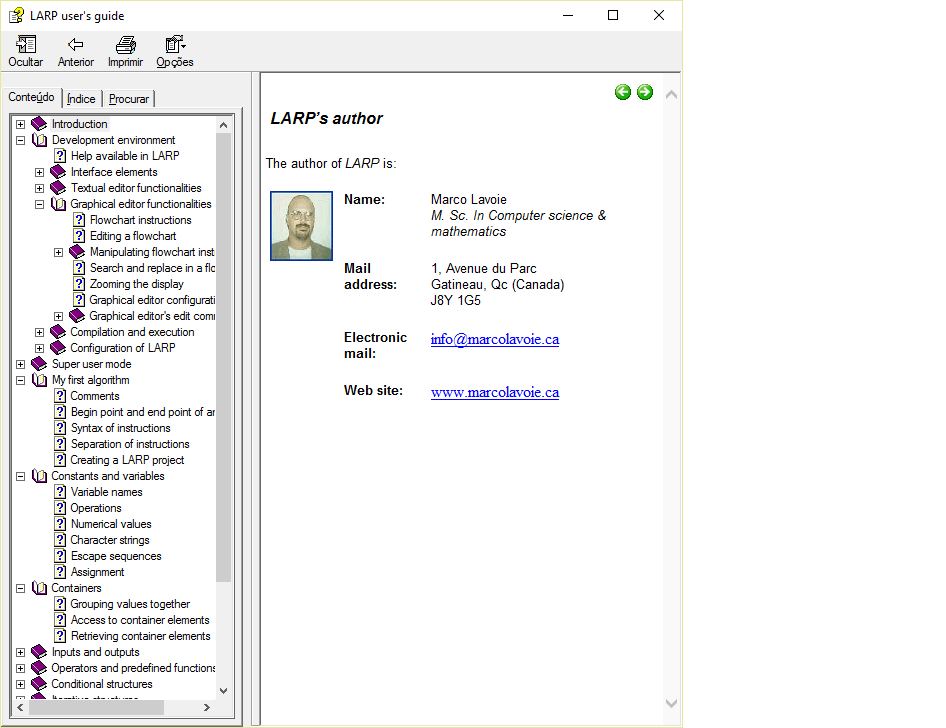 LARP user's guide
Ocultar Anterior Imprimir Opções
Conteúdo Índice Procurar
Introduction
Development environment
Help available in LARP
Interface elements
Textual editor functionalities
Graphical editor functionalities
Flowchart instructions
Editing a flowchart
Manipulating flowchart inst
Search and replace in a flo
Zooming the display
Graphical editor configurati
Graphical editor's edit com
Compilation and execution
Configuration of LARP
Super user mode
My first algorithm
Comments
Begin point and end point of an
Syntax of instructions
Separation of instructions
Creating a LARP project
Constants and variables
Variable names
Operations
Numerical values
Character strings
Escape sequences
Assignment
Containers
Grouping values together
Access to container elements
Retrieving container elements
Inputs and outputs
Operators and predefined functions
Conditional structures
Iterative structures
LARP's author
The author of LARP is:
Name: Marco Lavoie
M. Sc. In Computer science &
mathematics
Mail address: 1, Avenue du Parc
Gatineau, Qc (Canada)
J8Y 1G5
Electronic mail: info@marcolavoie.ca
Web site: www.marcolavoie.ca